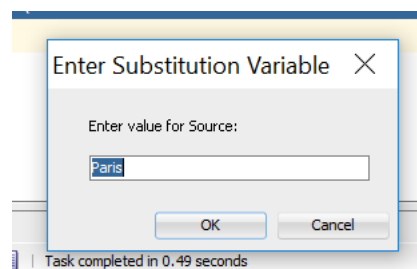 Enter Substitution Variable
Enter value for Source:
Paris
OK Cancel
Task completed in 0.49 seconds